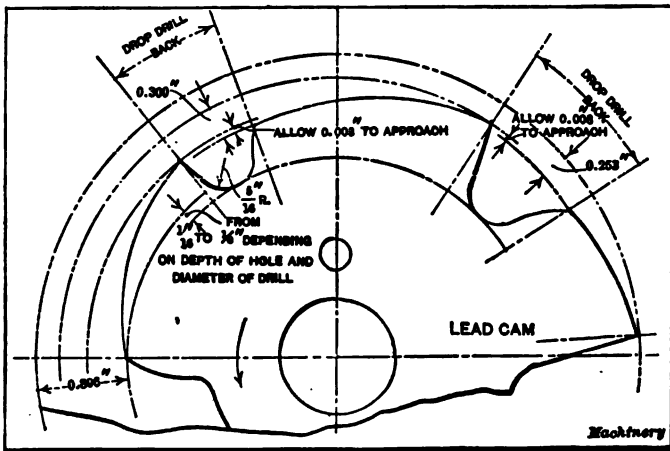 DROP DRILL
BACK
0.300"
ALLOW 0.008" TO APPROACH
5/16" R.
FROM
1/16" TO 1/8" DEPENDING
ON DEPTH OF HOLE AND
DIAMETER OF DRILL
DROP DRILL
BACK
ALLOW 0.008"
TO APPROACH
0.253"
LEAD CAM
Machinery